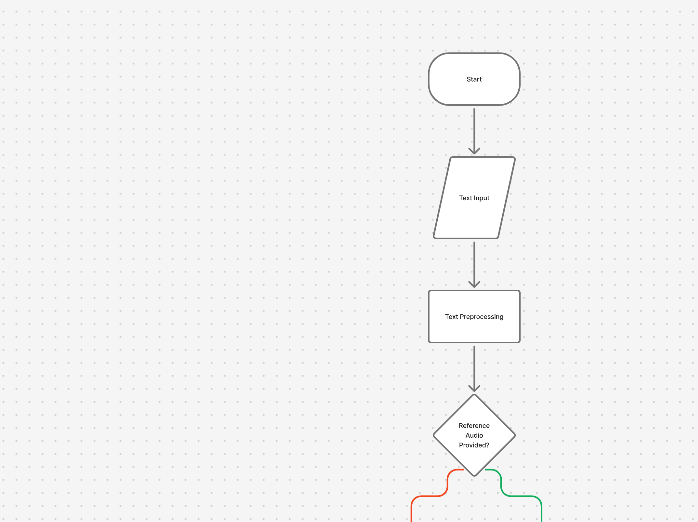 Start
Text Input
Text Preprocessing
Reference
Audio
Provided?